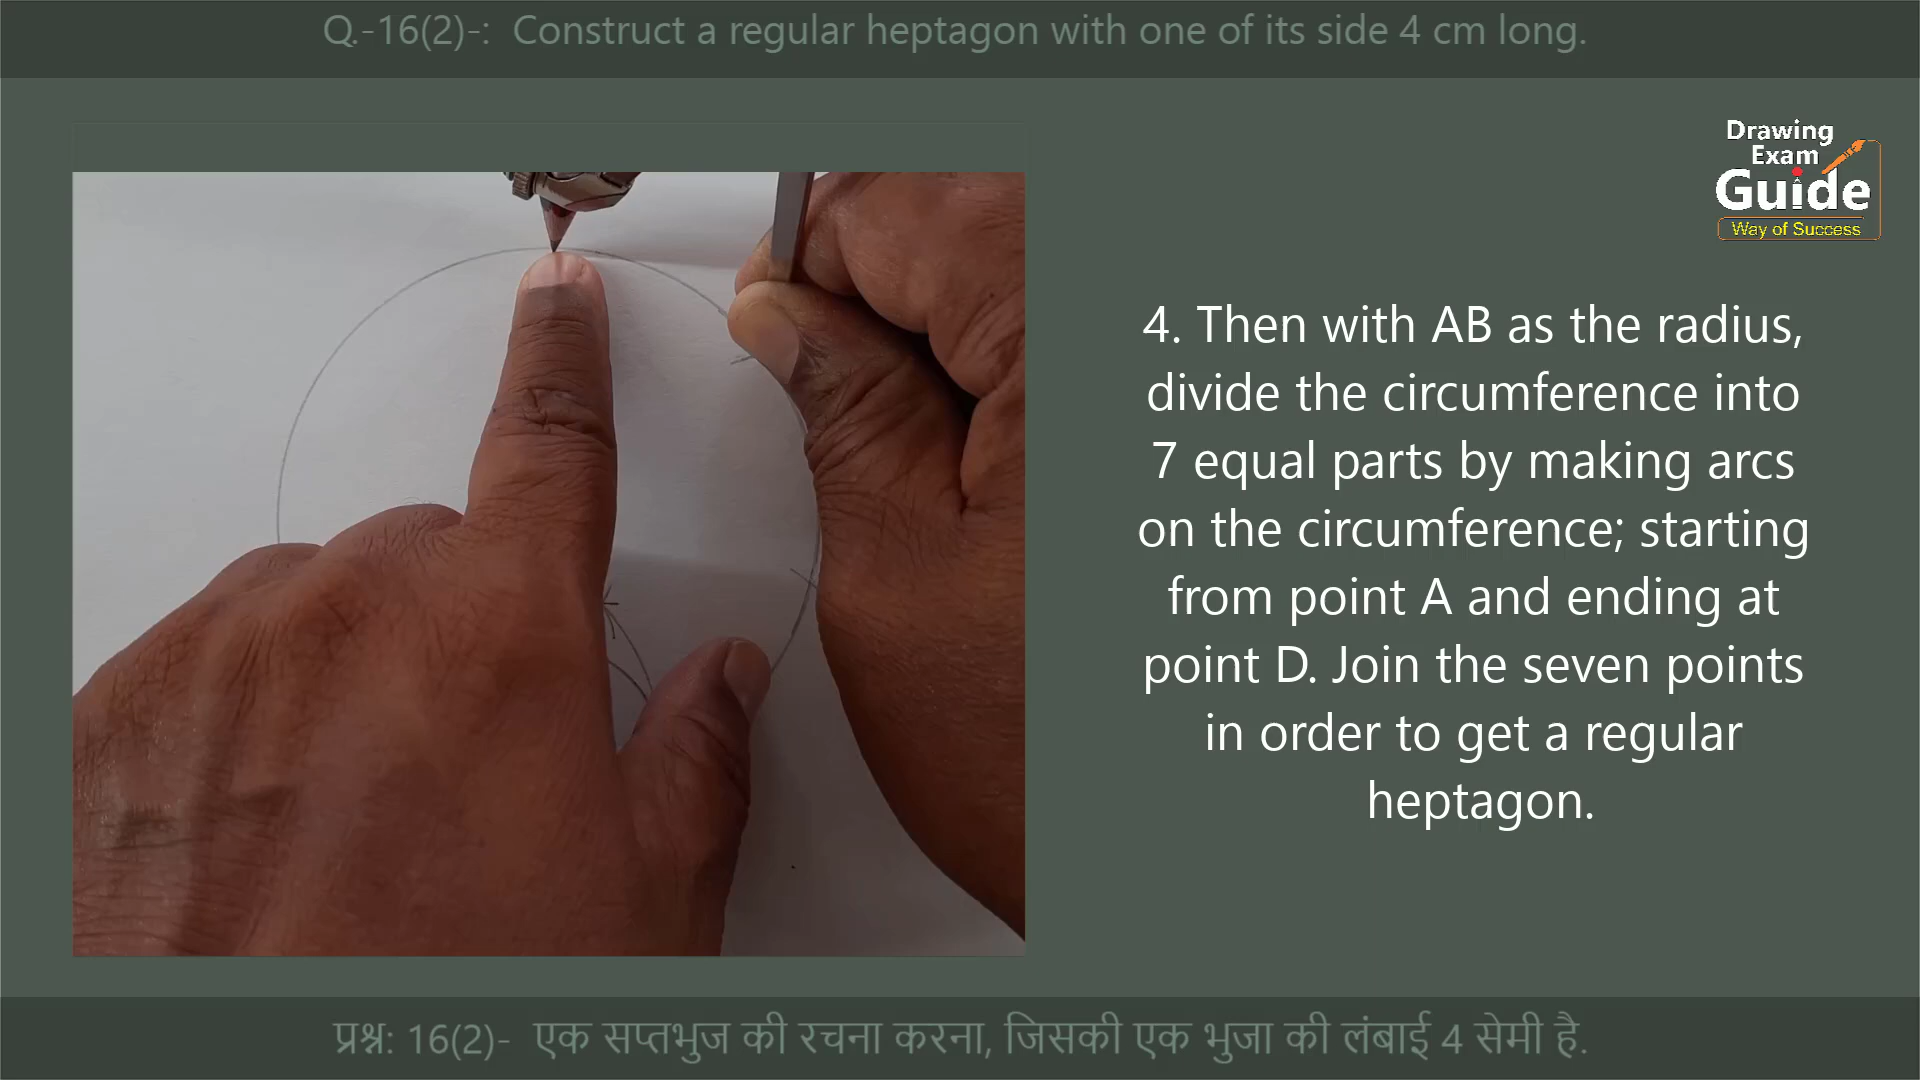 Q.-16(2)-: Construct a regular heptagon with one of its side 4 cm long.
Drawing
Exam
Guide
Way of Success
4. Then with AB as the radius,
divide the circumference into
7 equal parts by making arcs
on the circumference; starting
from point A and ending at
point D. Join the seven points
in order to get a regular
heptagon.
प्रश्न: 16(2)- एक सप्तभुज की रचना करना, जिसकी एक भुजा की लंबाई 4 सेमी है.